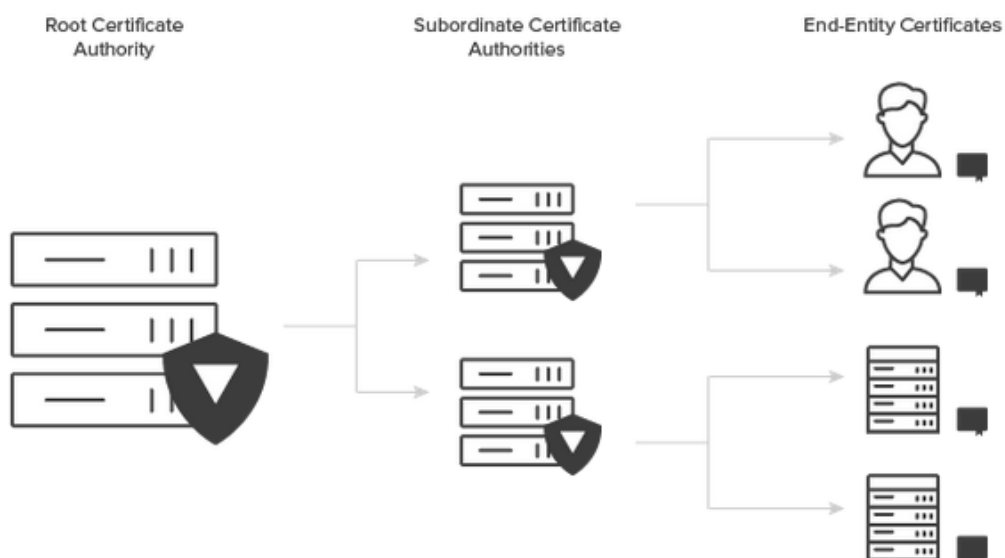 Root Certificate
Authority
Subordinate Certificate
Authorities
End-Entity Certificates